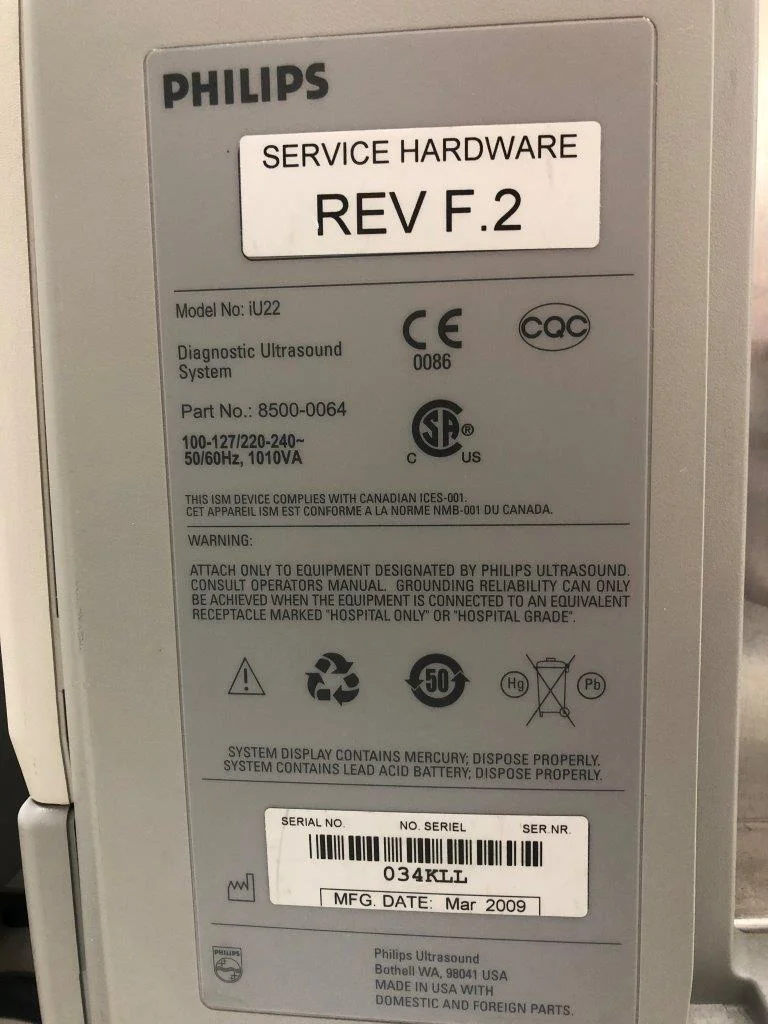 PHILIPS
SERVICE HARDWARE
REV F.2
Model No: iU22
CE
0086
CQC
Diagnostic Ultrasound
System
Part No.: 8500-0064
SA®
C US
100-127/220-240~
50/60Hz, 1010VA
THIS ISM DEVICE COMPLIES WITH CANADIAN ICES-001.
CET APPAREIL ISM EST CONFORME A LA NORME NMB-001 DU CANADA.
WARNING:
ATTACH ONLY TO EQUIPMENT DESIGNATED BY PHILIPS ULTRASOUND.
CONSULT OPERATORS MANUAL. GROUNDING RELIABILITY CAN ONLY
BE ACHIEVED WHEN THE EQUIPMENT IS CONNECTED TO AN EQUIVALENT
RECEPTACLE MARKED "HOSPITAL ONLY" OR "HOSPITAL GRADE".
! 50 Hg Pb
SYSTEM DISPLAY CONTAINS MERCURY; DISPOSE PROPERLY.
SYSTEM CONTAINS LEAD ACID BATTERY; DISPOSE PROPERLY.
SERIAL NO. NO. SERIEL SER.NR.
034KLL
MFG. DATE: Mar 2009
PHILIPS
Philips Ultrasound
Bothell WA, 98041 USA
MADE IN USA WITH
DOMESTIC AND FOREIGN PARTS.